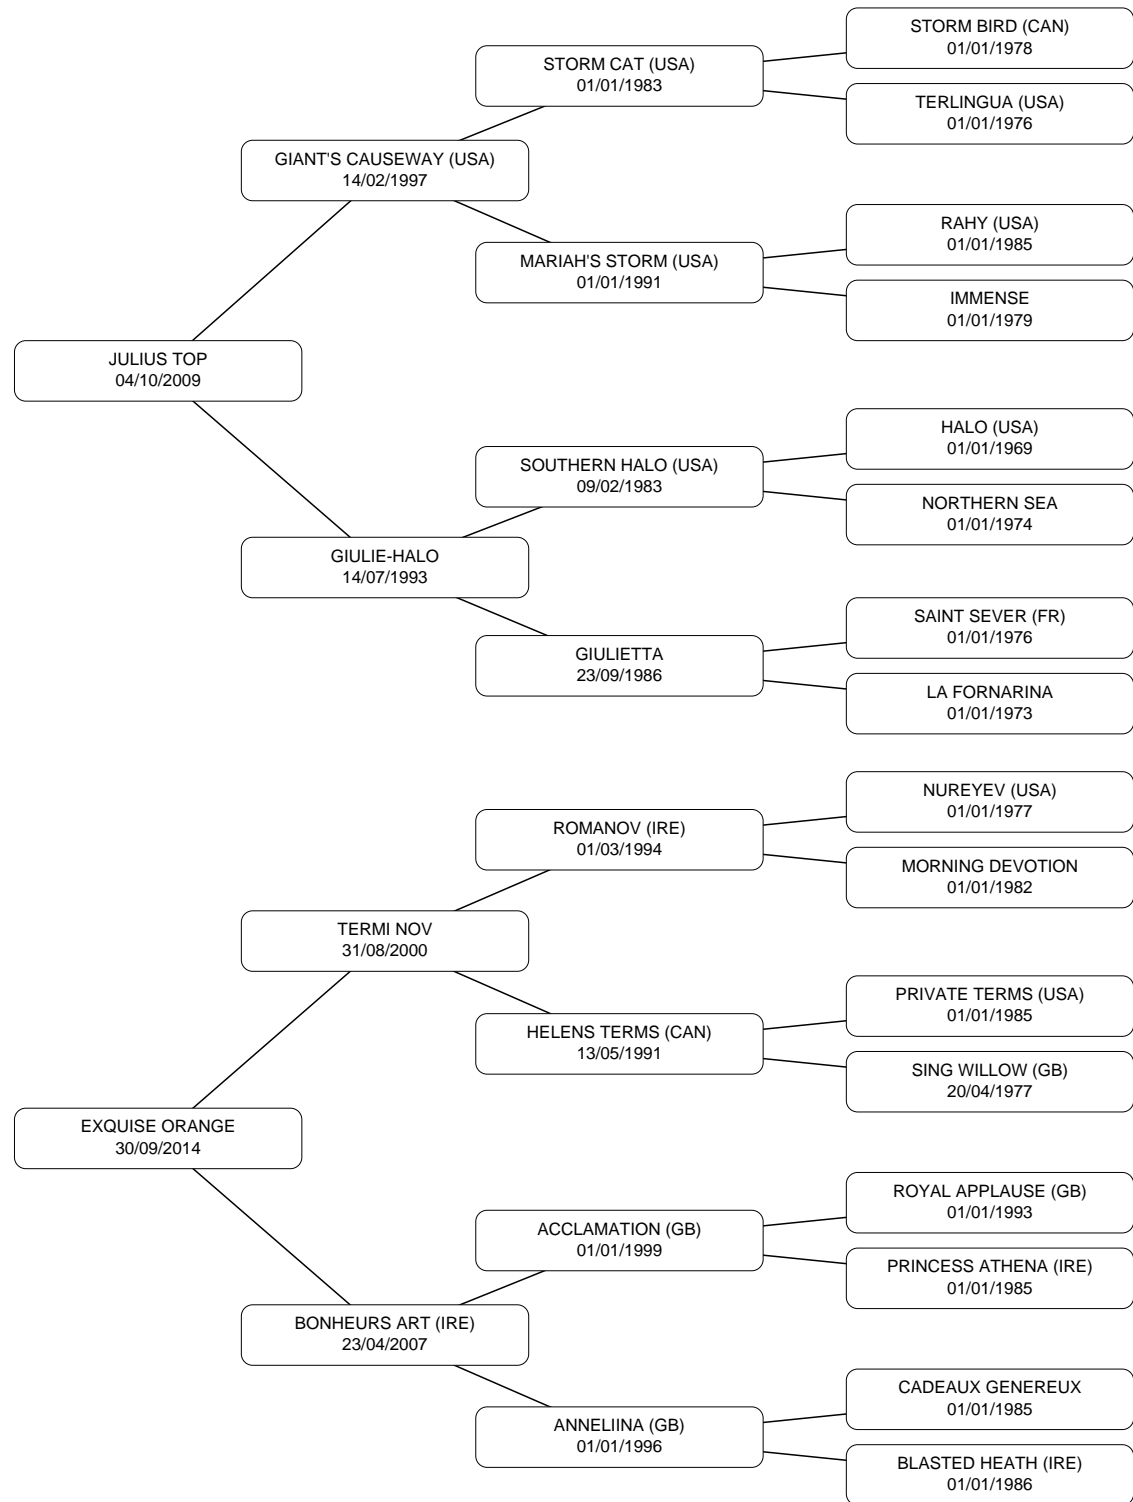 STORM BIRD (CAN)
01/01/1978
STORM CAT (USA)
01/01/1983
TERLINGUA (USA)
01/01/1976
GIANT'S CAUSEWAY (USA)
14/02/1997
RAHY (USA)
01/01/1985
MARIAH'S STORM (USA)
01/01/1991
IMMENSE
01/01/1979
JULIUS TOP
04/10/2009
HALO (USA)
01/01/1969
SOUTHERN HALO (USA)
09/02/1983
NORTHERN SEA
01/01/1974
GIULIE-HALO
14/07/1993
SAINT SEVER (FR)
01/01/1976
GIULIETTA
23/09/1986
LA FORNARINA
01/01/1973
NUREYEV (USA)
01/01/1977
ROMANOV (IRE)
01/03/1994
MORNING DEVOTION
01/01/1982
TERMI NOV
31/08/2000
PRIVATE TERMS (USA)
01/01/1985
HELENS TERMS (CAN)
13/05/1991
SING WILLOW (GB)
20/04/1977
EXQUISE ORANGE
30/09/2014
ROYAL APPLAUSE (GB)
01/01/1993
ACCLAMATION (GB)
01/01/1999
PRINCESS ATHENA (IRE)
01/01/1985
BONHEURS ART (IRE)
23/04/2007
CADEAUX GENEREUX
01/01/1985
ANNELIINA (GB)
01/01/1996
BLASTED HEATH (IRE)
01/01/1986